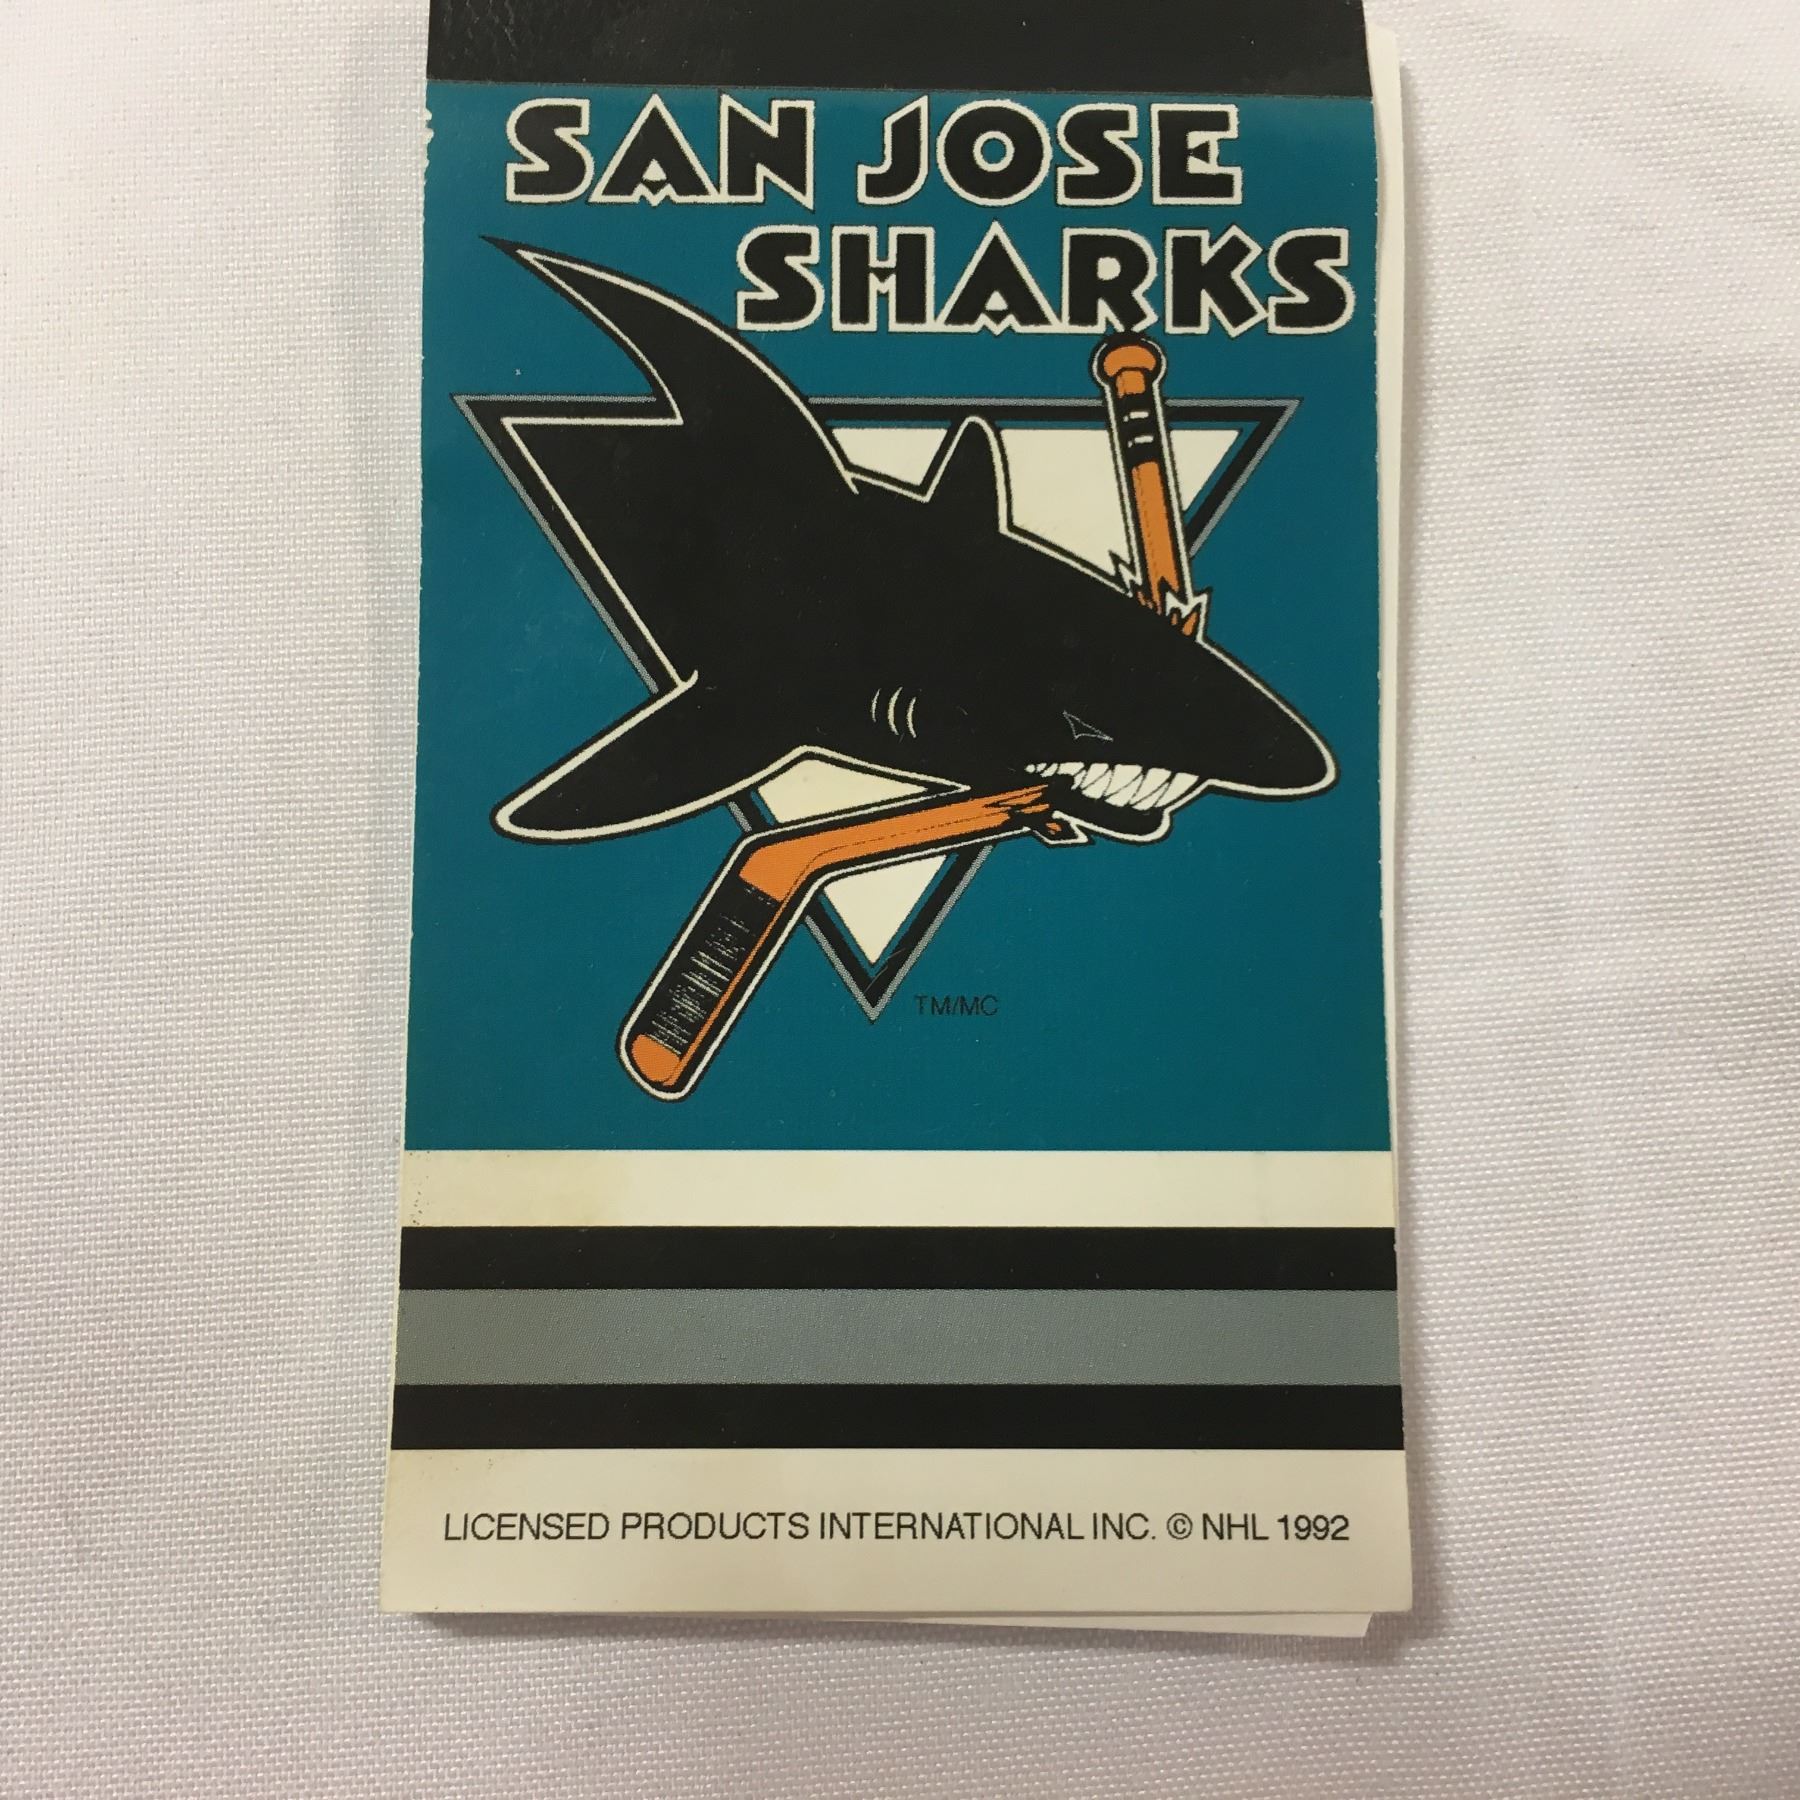 SAN JOSE
SHARKS
TM/MC
LICENSED PRODUCTS INTERNATIONAL INC. © NHL 1992